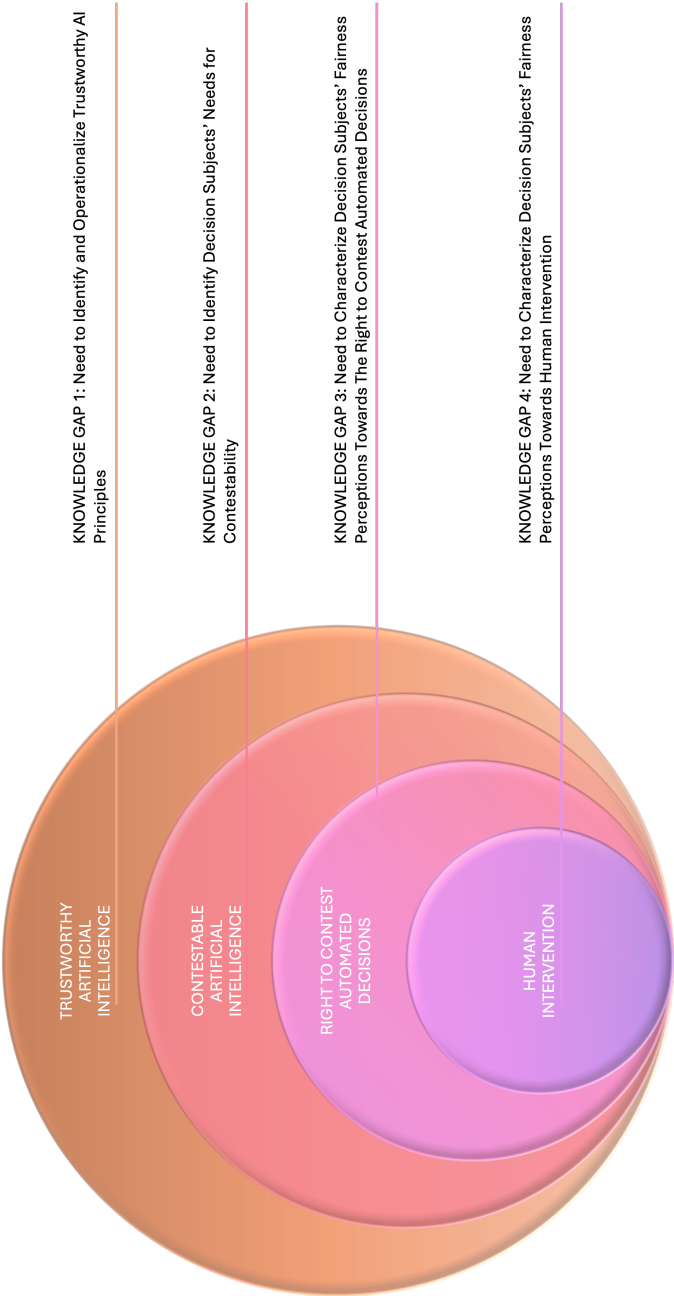 TRUSTWORTHY
ARTIFICIAL
INTELLIGENCE
KNOWLEDGE GAP 1: Need to Identify and Operationalize Trustworthy AI
Principles
CONTESTABLE
ARTIFICIAL
INTELLIGENCE
KNOWLEDGE GAP 2: Need to Identify Decision Subjects’ Needs for
Contestability
RIGHT TO CONTEST
AUTOMATED
DECISIONS
KNOWLEDGE GAP 3: Need to Characterize Decision Subjects’ Fairness
Perceptions Towards The Right to Contest Automated Decisions
HUMAN
INTERVENTION
KNOWLEDGE GAP 4: Need to Characterize Decision Subjects’ Fairness
Perceptions Towards Human Intervention